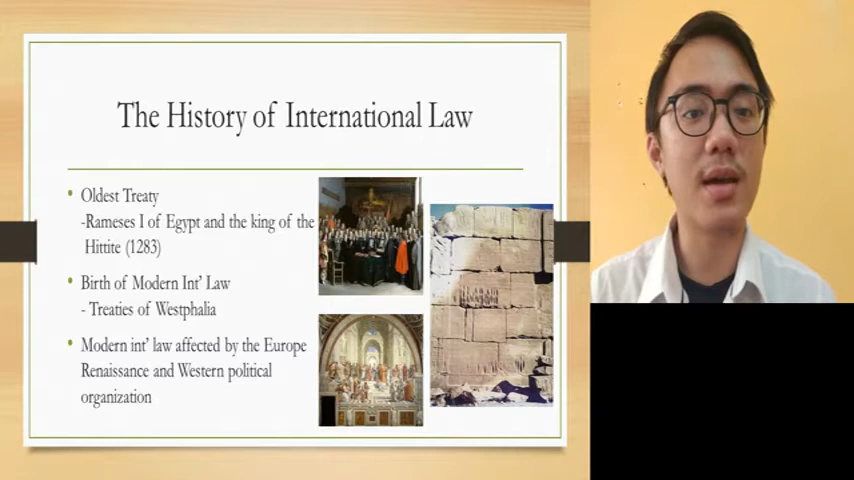 The History of International Law
• Oldest Treaty
-Rameses I of Egypt and the king of the
Hittite (1283)
• Birth of Modern Int' Law
- Treaties of Westphalia
• Modern int' law affected by the Europe
Renaissance and Western political
organization